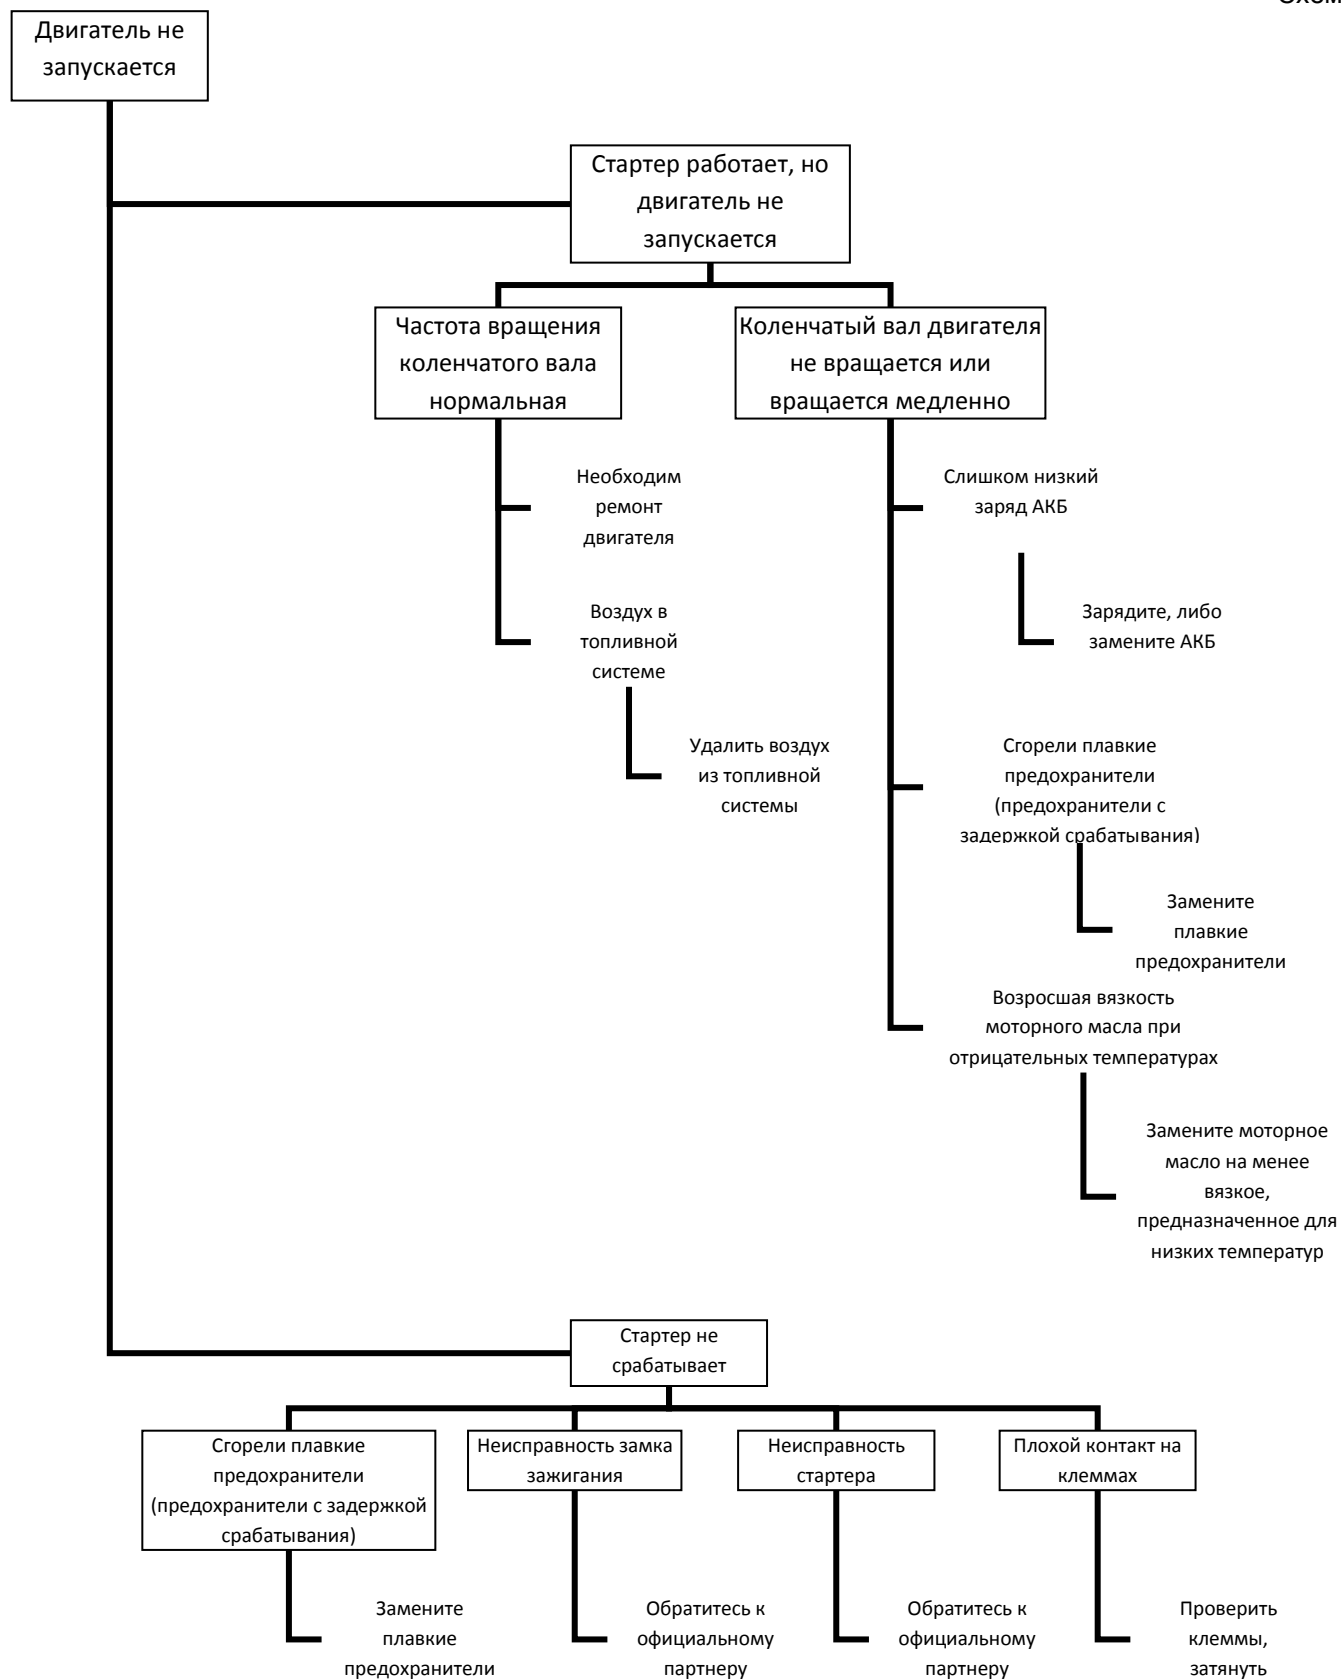 Двигатель не
запускается
Стартер работает, но
двигатель не
запускается
Частота вращения
коленчатого вала
нормальная
Коленчатый вал двигателя
не вращается или
вращается медленно
Необходим
ремонт
двигателя
Слишком низкий
заряд АКБ
Воздух в
топливной
системе
Зарядите, либо
замените АКБ
Удалить воздух
из топливной
системы
Сгорели плавкие
предохранители
(предохранители с
задержкой срабатывания)
Замените
плавкие
предохранители
Возросшая вязкость
моторного масла при
отрицательных температурах
Замените моторное
масло на менее
вязкое,
предназначенное для
низких температур
Стартер не
срабатывает
Сгорели плавкие
предохранители
(предохранители с задержкой
срабатывания)
Неисправность замка
зажигания
Неисправность
стартера
Плохой контакт на
клеммах
Замените
плавкие
предохранители
Обратитесь к
официальному
партнеру
Обратитесь к
официальному
партнеру
Проверить
клеммы,
затянуть